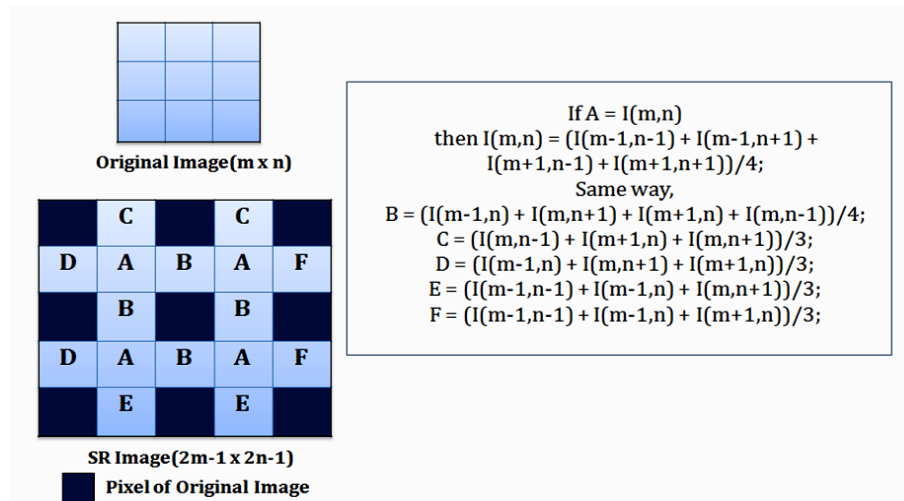 Original Image(m x n)
If A = I(m,n)
then I(m,n) = (I(m-1,n-1) + I(m-1,n+1) +
I(m+1,n-1) + I(m+1,n+1))/4;
Same way,
B = (I(m-1,n) + I(m,n+1) + I(m+1,n) + I(m,n-1))/4;
C = (I(m,n-1) + I(m+1,n) + I(m,n+1))/3;
D = (I(m-1,n) + I(m,n+1) + I(m+1,n))/3;
E = (I(m-1,n-1) + I(m-1,n) + I(m,n+1))/3;
F = (I(m-1,n-1) + I(m-1,n) + I(m+1,n))/3;
C C
D A B A F
B B
D A B A F
E E
SR Image(2m-1 x 2n-1)
Pixel of Original Image